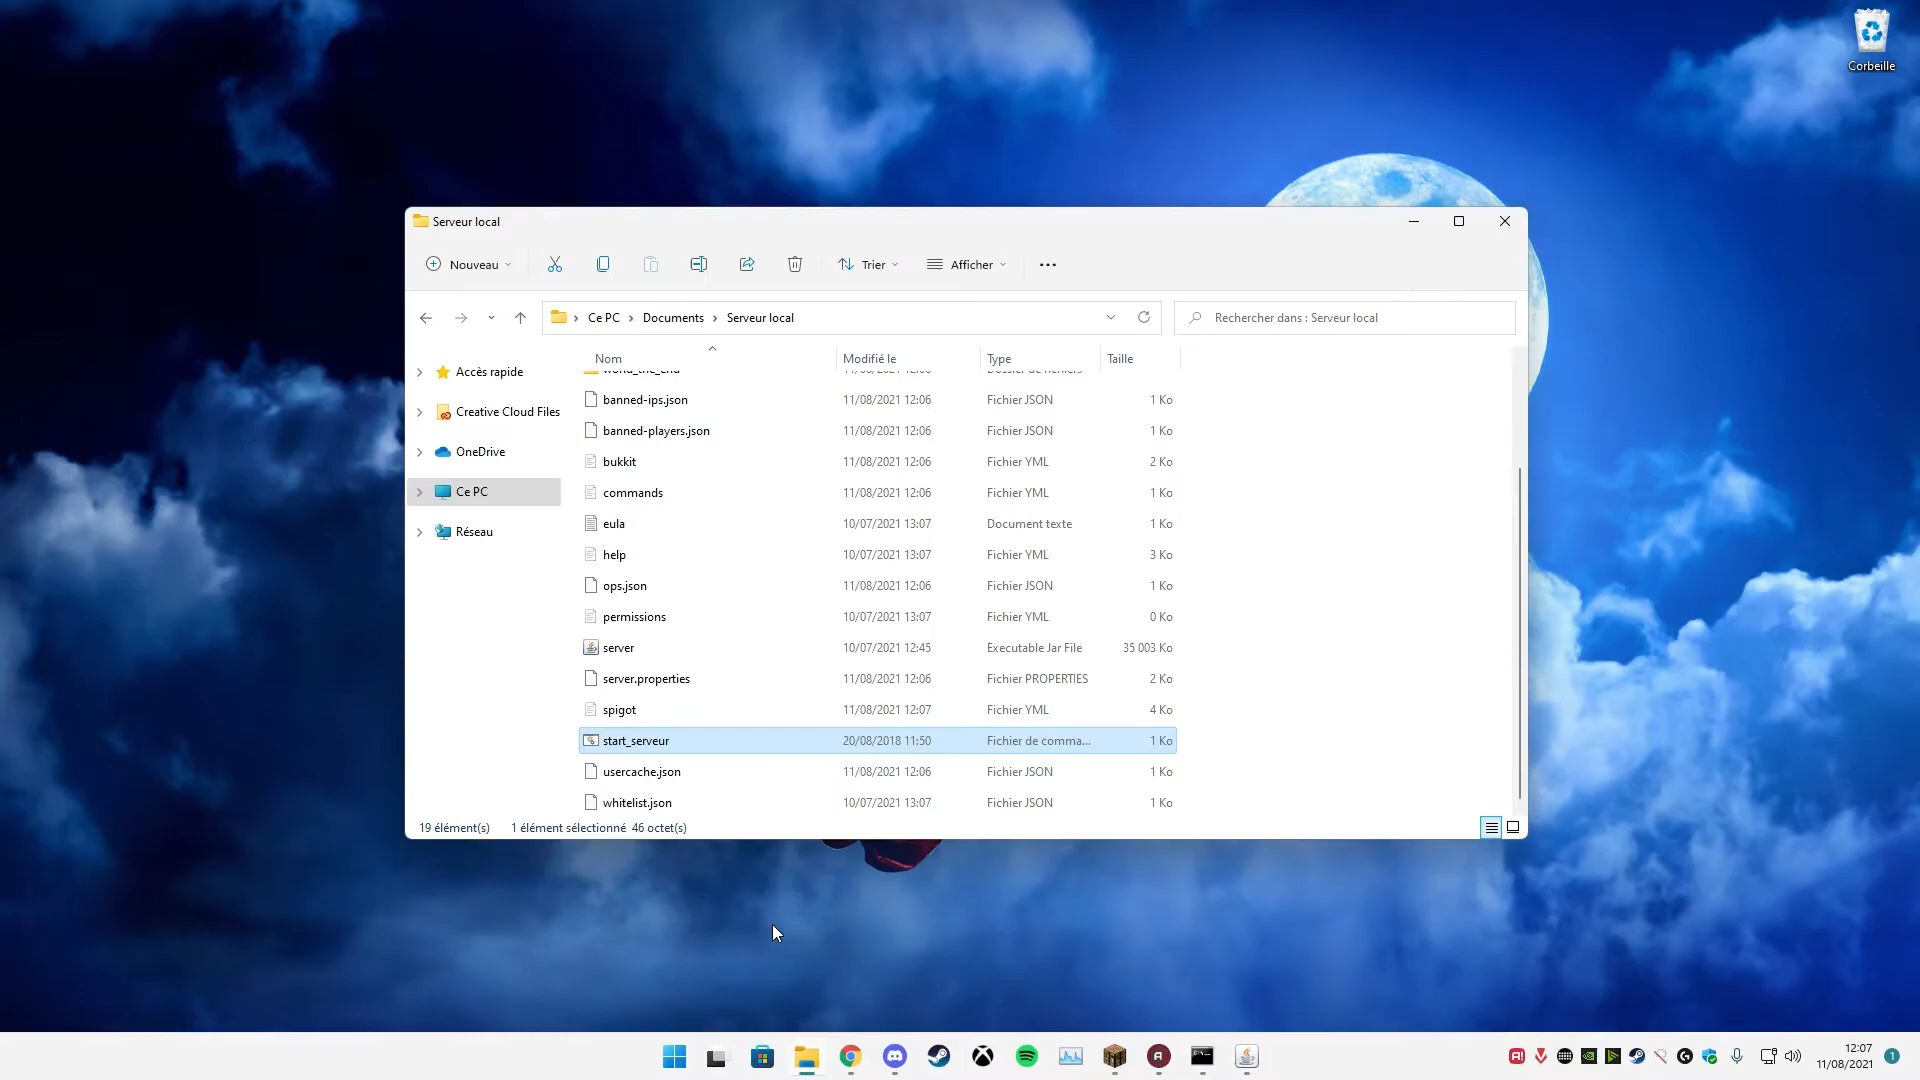 Corbeille
Serveur local
Nouveau
Trier
Afficher
Ce PC > Documents > Serveur local
Rechercher dans : Serveur local
Nom Modifié le Type Taille
Accès rapide
Creative Cloud Files
OneDrive
Ce PC
Réseau
banned-ips.json 11/08/2021 12:06 Fichier JSON 1 Ko
banned-players.json 11/08/2021 12:06 Fichier JSON 1 Ko
bukkit 11/08/2021 12:06 Fichier YML 2 Ko
commands 11/08/2021 12:06 Fichier YML 1 Ko
eula 10/07/2021 13:07 Document texte 1 Ko
help 10/07/2021 13:07 Fichier YML 3 Ko
ops.json 11/08/2021 12:06 Fichier JSON 1 Ko
permissions 10/07/2021 13:07 Fichier YML 0 Ko
server 10/07/2021 12:45 Executable Jar File 35 003 Ko
server.properties 11/08/2021 12:06 Fichier PROPERTIES 2 Ko
spigot 11/08/2021 12:07 Fichier YML 4 Ko
start_serveur 20/08/2018 11:50 Fichier de comma... 1 Ko
usercache.json 11/08/2021 12:06 Fichier JSON 1 Ko
whitelist.json 10/07/2021 13:07 Fichier JSON 1 Ko
19 élément(s) 1 élément sélectionné 46 octet(s)
12:07
11/08/2021
1